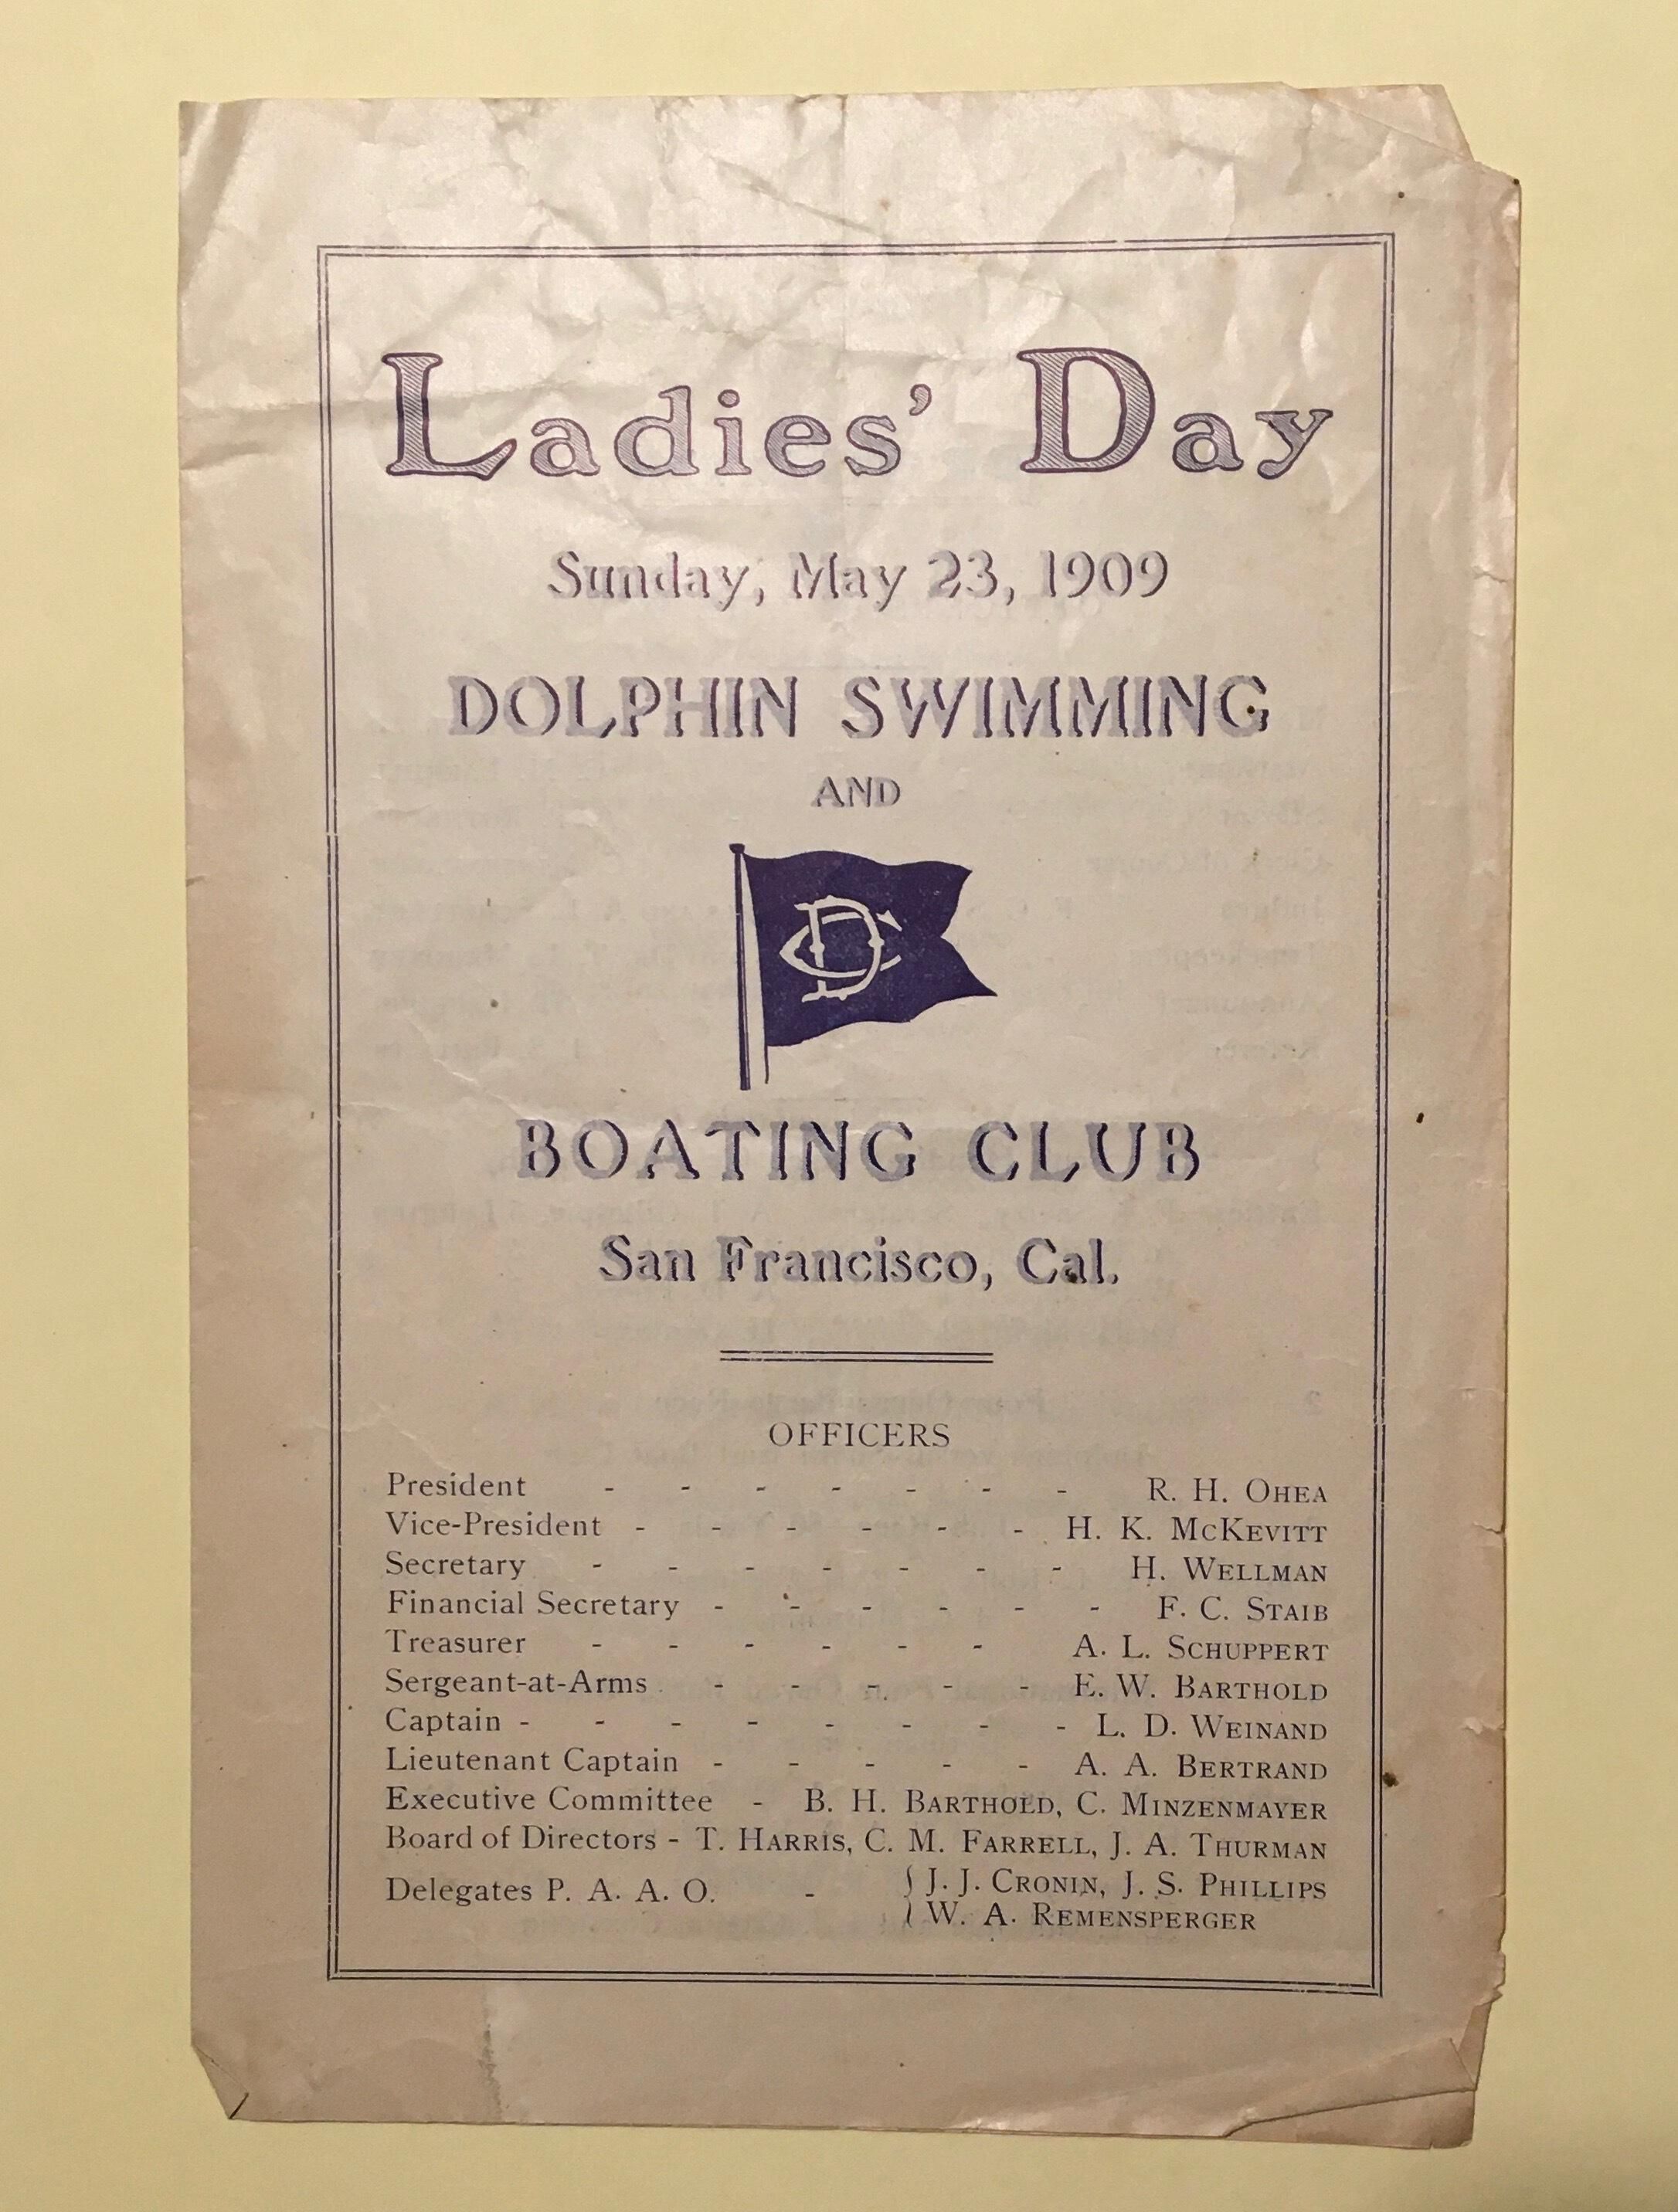 Ladies' Day
Sunday, May 23, 1909
DOLPHIN SWIMMING
AND
DC
BOATING CLUB
San Francisco, Cal.
OFFICERS
President - - - - - - - R. H. OHEA
Vice-President - - - - - - H. K. MCKEVITT
Secretary - - - - - - - H. WELLMAN
Financial Secretary - - - - - - F. C. STAIB
Treasurer - - - - - - A. L. SCHUPPERT
Sergeant-at-Arms - - - - - E. W. BARTHOLD
Captain - - - - - - - - L. D. WEINAND
Lieutenant Captain - - - - - A. A. BERTRAND
Executive Committee - B. H. BARTHOLD, C. MINZENMAYER
Board of Directors - T. HARRIS, C. M. FARRELL, J. A. THURMAN
Delegates P. A. A. O. - { J. J. CRONIN, J. S. PHILLIPS
W. A. REMENSPERGER